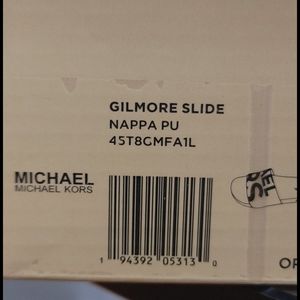 GILMORE SLIDE
NAPPA PU
45T8GMFA1L
MICHAEL
MICHAEL KORS
1 94392 05313 0